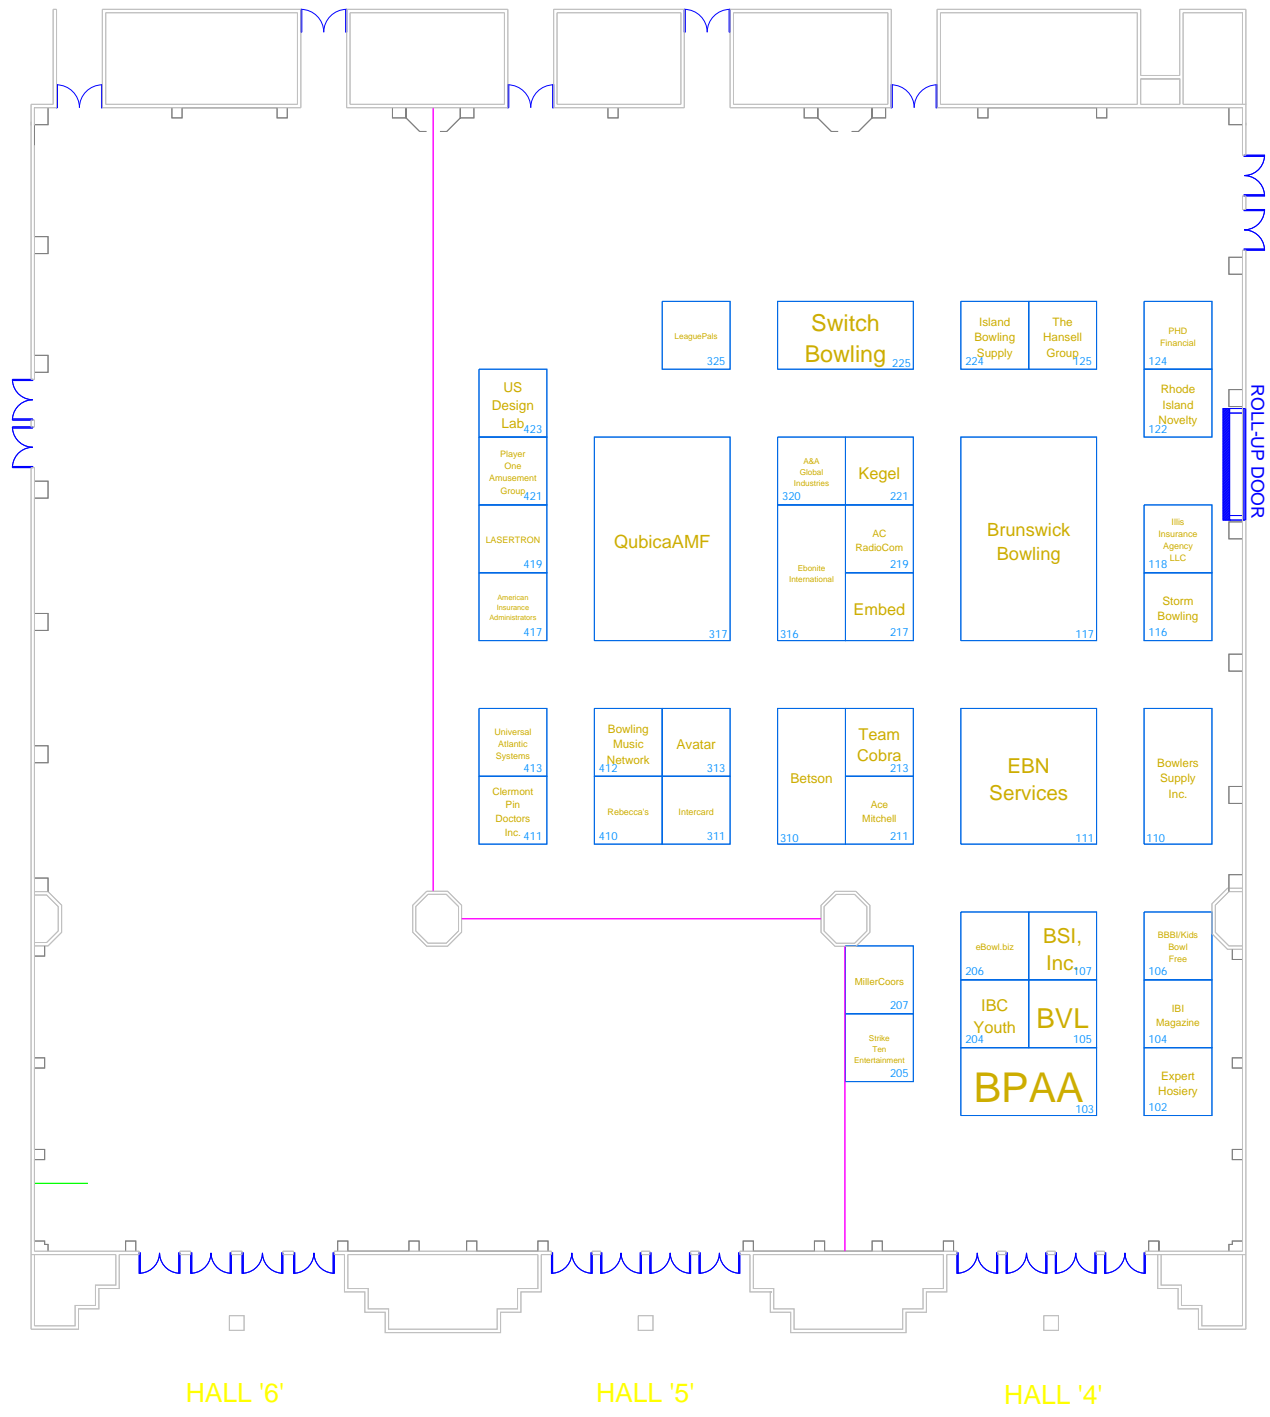 LeaguePals
325
Switch
Bowling
225
Island
Bowling
Supply
224
The
Hansell
Group
125
PHD
Financial
124
US
Design
Lab
423
Rhode
Island
Novelty
122
ROLL-UP DOOR
Player
One
Amusement
Group
421
QubicaAMF
317
A&A
Global
Industries
320
Kegel
221
Brunswick
Bowling
117
LASERTRON
419
Ebonite
International
316
AC
RadioCom
219
Illis
Insurance
Agency
LLC
118
American
Insurance
Administrators
417
Embed
217
Storm
Bowling
116
Universal
Atlantic
Systems
413
Bowling
Music
Network
412
Avatar
313
Betson
310
Team
Cobra
213
EBN
Services
111
Bowlers
Supply
Inc.
110
Clermont
Pin
Doctors
Inc.
411
Rebecca's
410
Intercard
311
Ace
Mitchell
211
eBowl.biz
206
BSI,
Inc.
107
BBBI/Kids
Bowl
Free
106
MillerCoors
207
IBC
Youth
204
BVL
105
IBI
Magazine
104
Strike
Ten
Entertainment
205
BPAA
103
Expert
Hosiery
102
HALL '6'
HALL '5'
HALL '4'